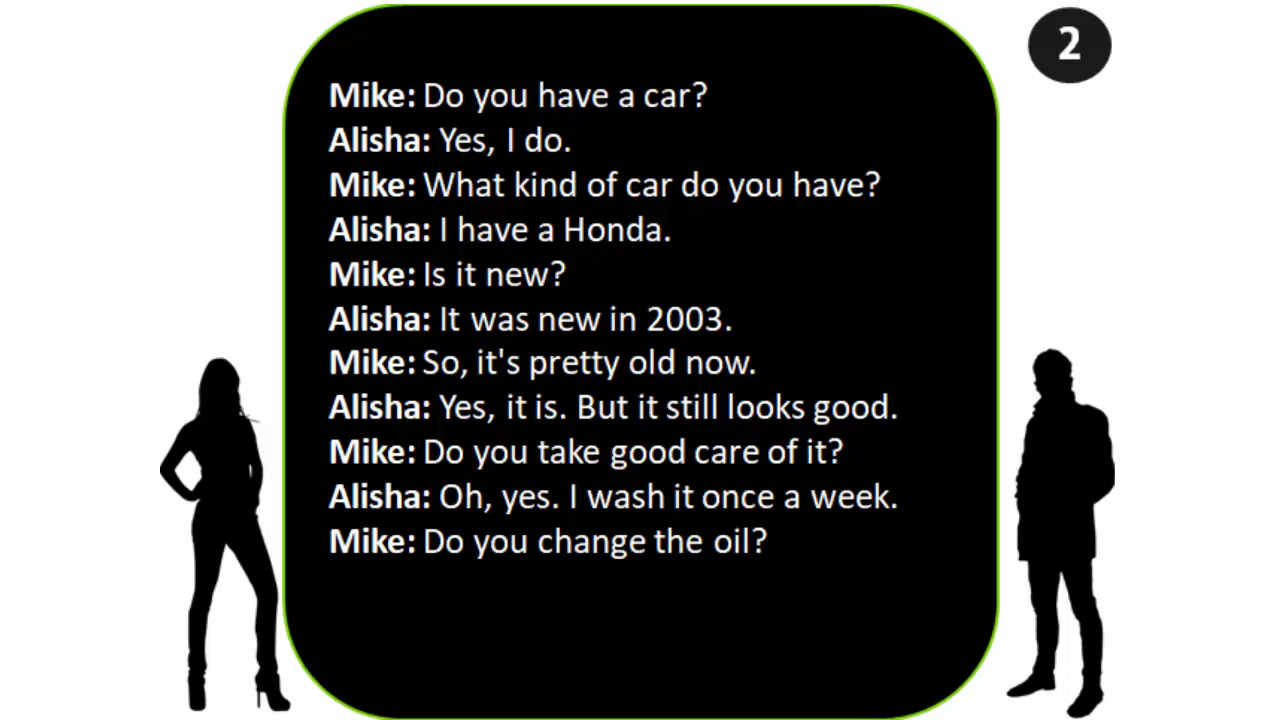 2
Mike: Do you have a car?
Alisha: Yes, I do.
Mike: What kind of car do you have?
Alisha: I have a Honda.
Mike: Is it new?
Alisha: It was new in 2003.
Mike: So, it's pretty old now.
Alisha: Yes, it is. But it still looks good.
Mike: Do you take good care of it?
Alisha: Oh, yes. I wash it once a week.
Mike: Do you change the oil?